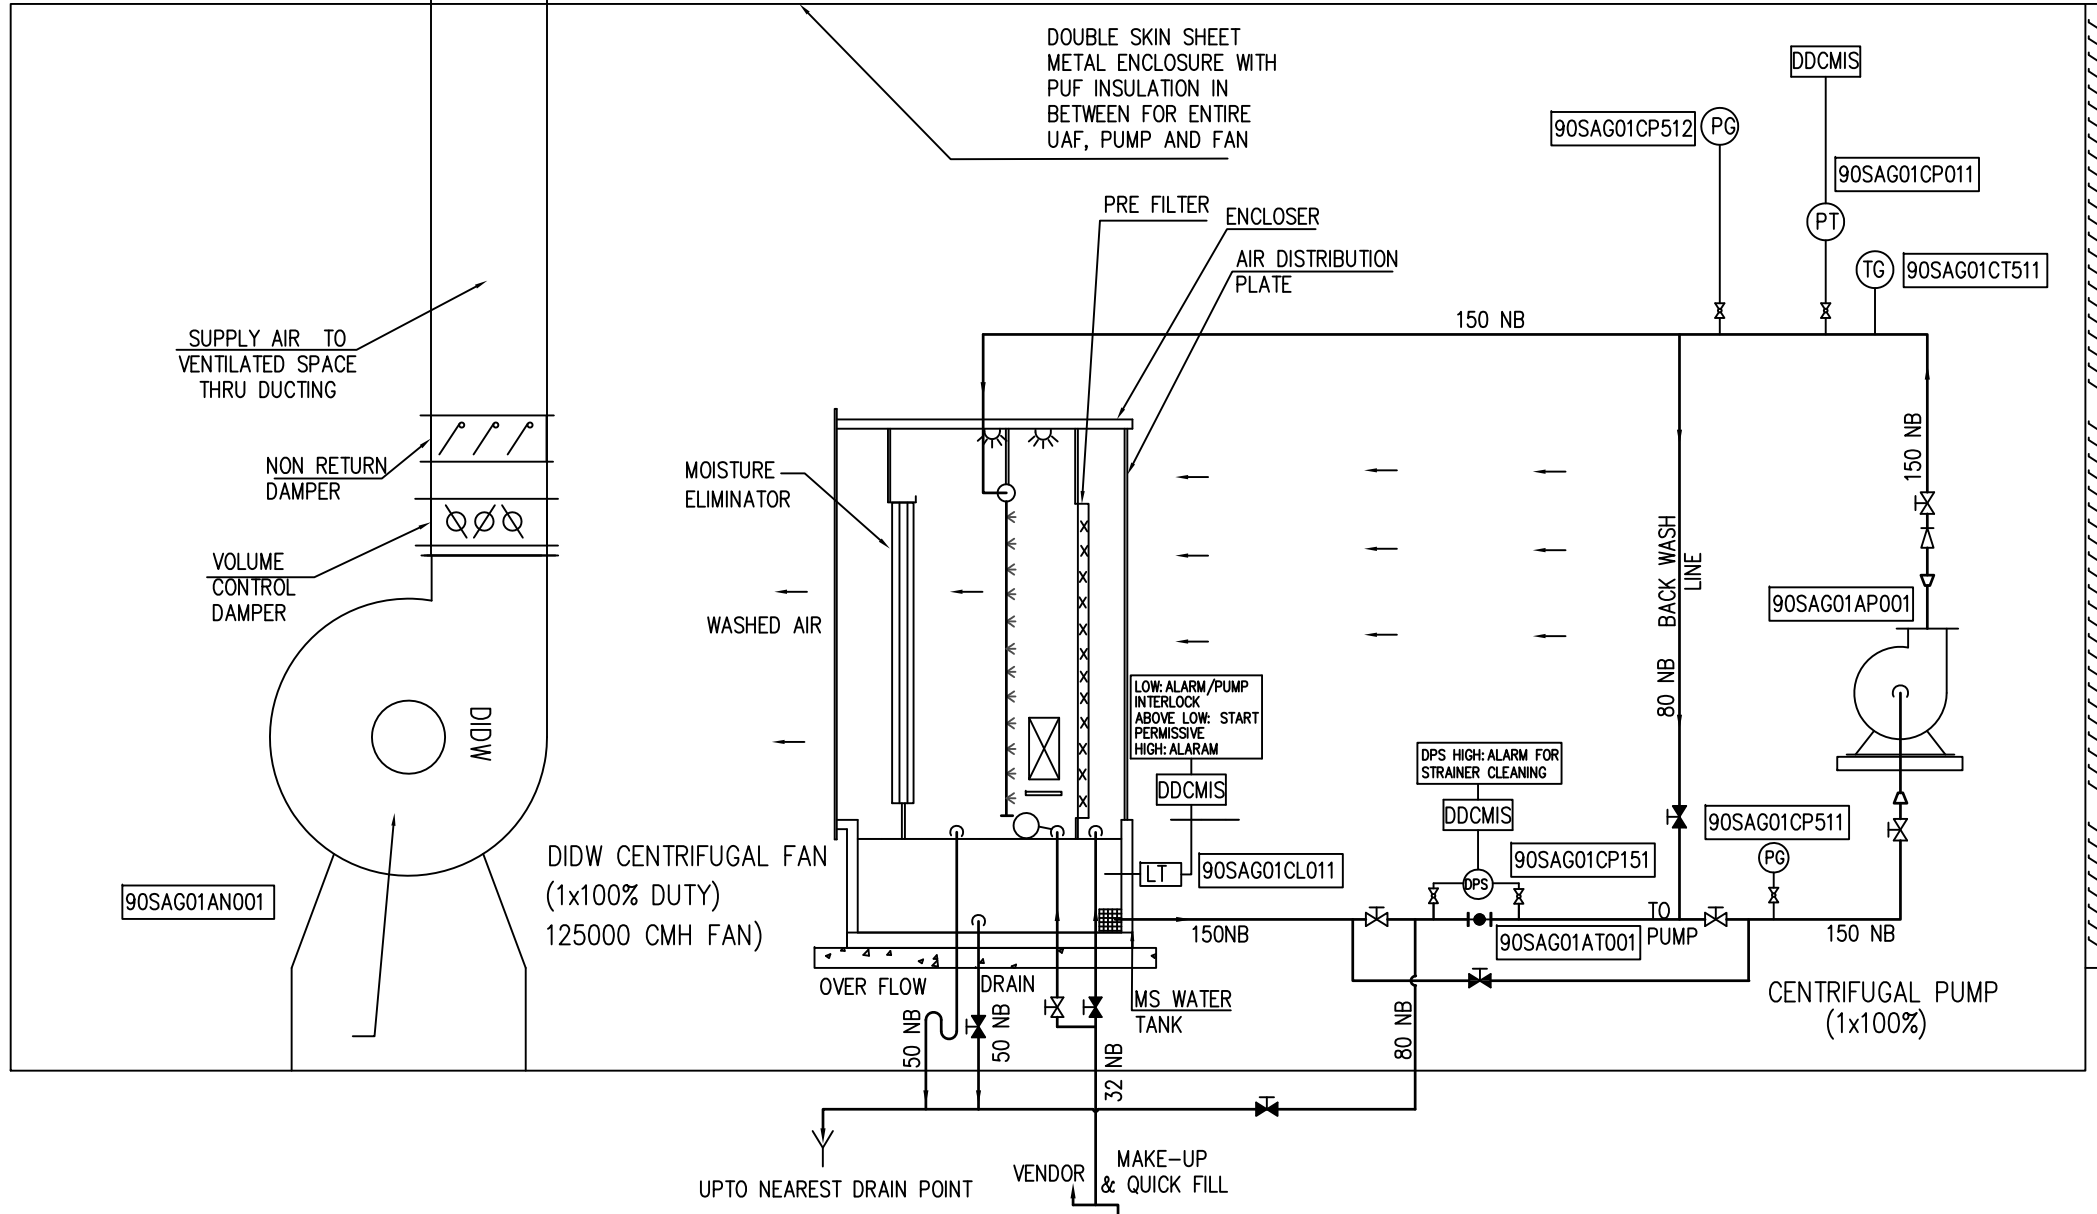 DOUBLE SKIN SHEET
METAL ENCLOSURE WITH
PUF INSULATION IN
BETWEEN FOR ENTIRE
UAF, PUMP AND FAN
DDCMIS
90SAG01CP512
PG
90SAG01CP011
PT
TG
90SAG01CT511
PRE FILTER
ENCLOSER
AIR DISTRIBUTION
PLATE
150 NB
SUPPLY AIR TO
VENTILATED SPACE
THRU DUCTING
NON RETURN
DAMPER
VOLUME
CONTROL
DAMPER
MOISTURE
ELIMINATOR
WASHED AIR
150 NB
80 NB BACK WASH
LINE
90SAG01AP001
DIDW
LOW: ALARM/PUMP
INTERLOCK
ABOVE LOW: START
PERMISSIVE
HIGH: ALARAM
DDCMIS
LT
90SAG01CL011
DPS HIGH: ALARM FOR
STRAINER CLEANING
DDCMIS
DPS
90SAG01CP151
90SAG01CP511
PG
90SAG01AN001
DIDW CENTRIFUGAL FAN
(1x100% DUTY)
125000 CMH FAN)
150NB
90SAG01AT001
TO
PUMP
150 NB
OVER FLOW
DRAIN
MS WATER
TANK
CENTRIFUGAL PUMP
(1x100%)
50 NB
50 NB
32 NB
80 NB
UPTO NEAREST DRAIN POINT
VENDOR
MAKE-UP
& QUICK FILL